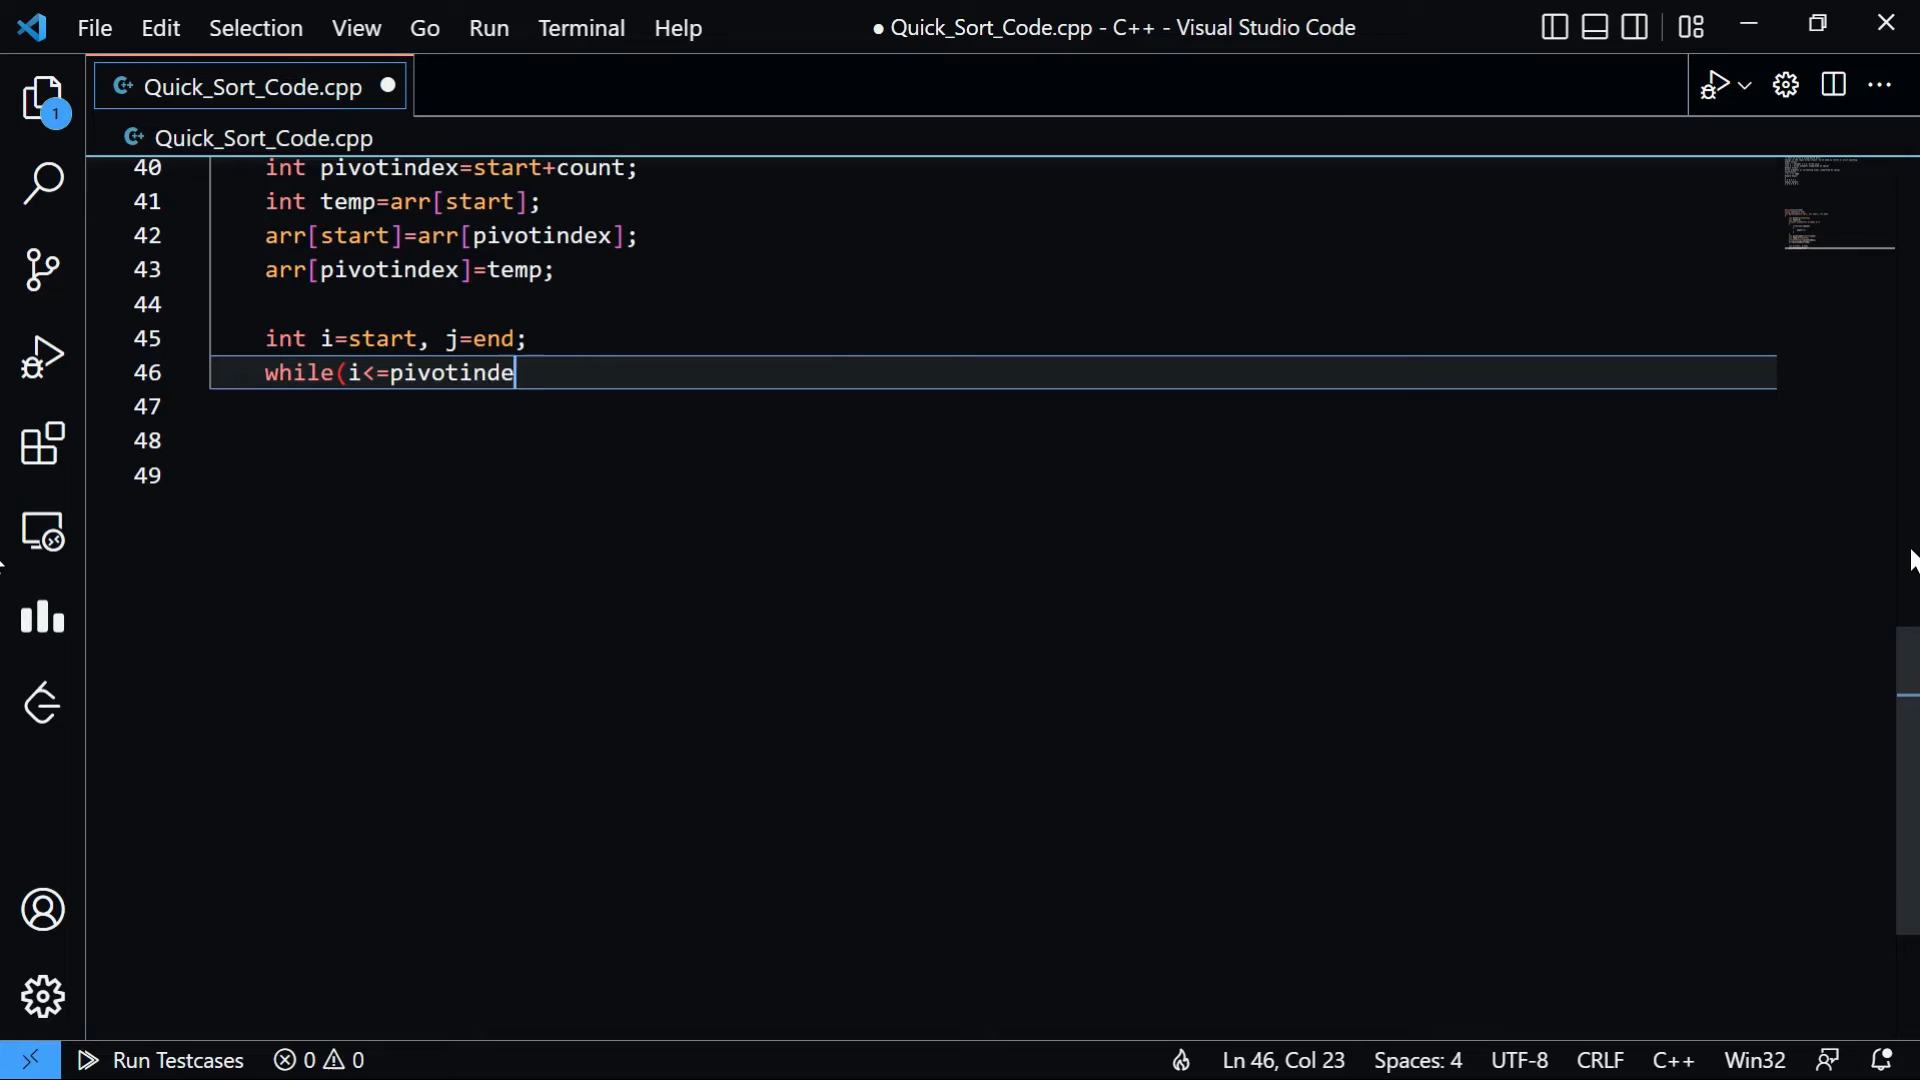 File Edit Selection View Go Run Terminal Help
● Quick_Sort_Code.cpp - C++ - Visual Studio Code
Quick_Sort_Code.cpp
Quick_Sort_Code.cpp
1
40 int pivotindex=start+count;
41 int temp=arr[start];
42 arr[start]=arr[pivotindex];
43 arr[pivotindex]=temp;
44
45 int i=start, j=end;
46 while(i<=pivotinde
47
48
49
Run Testcases 0 0 Ln 46, Col 23 Spaces: 4 UTF-8 CRLF C++ Win32